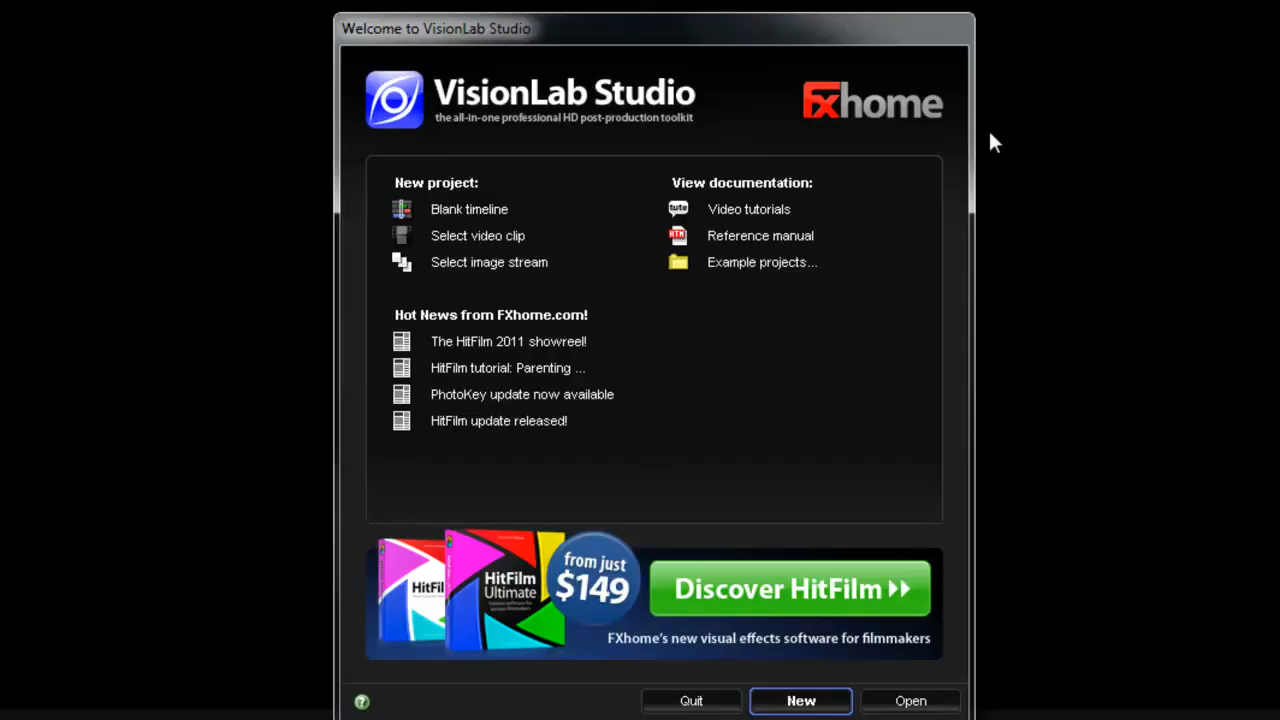 Welcome to VisionLab Studio
VisionLab Studio
the all-in-one professional HD post-production toolkit
FXhome
New project:
Blank timeline
Select video clip
Select image stream
View documentation:
tute
Video tutorials
HTM
Reference manual
Example projects...
Hot News from FXhome.com!
The HitFilm 2011 showreel!
HitFilm tutorial: Parenting ...
PhotoKey update now available
HitFilm update released!
HitFil
HitFilm
Ultimate
from just
$149
Discover HitFilm
FXhome's new visual effects software for filmmakers
?
Quit
New
Open